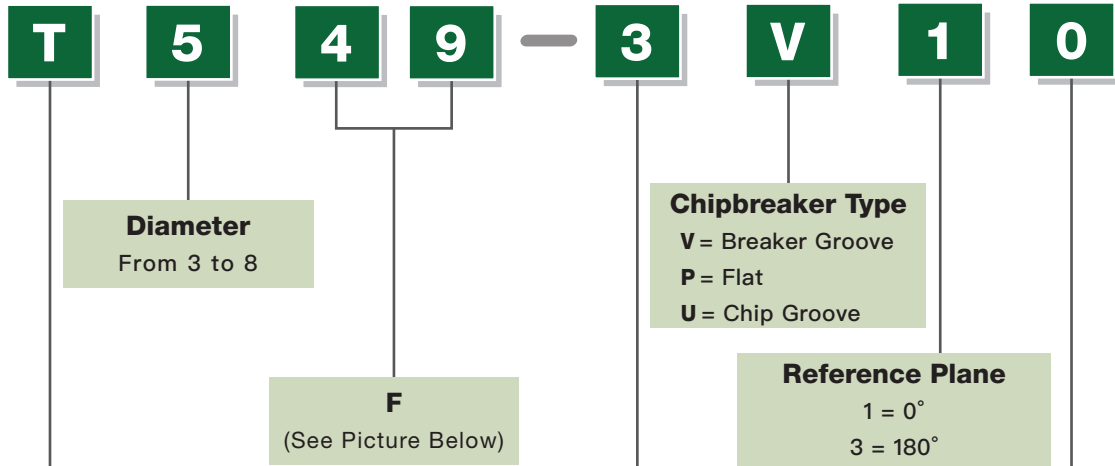 T 5 4 9 – 3 V 1 0
Diameter
From 3 to 8
Chipbreaker Type
V = Breaker Groove
P = Flat
U = Chip Groove
F
(See Picture Below)
Reference Plane
1 = 0°
3 = 180°